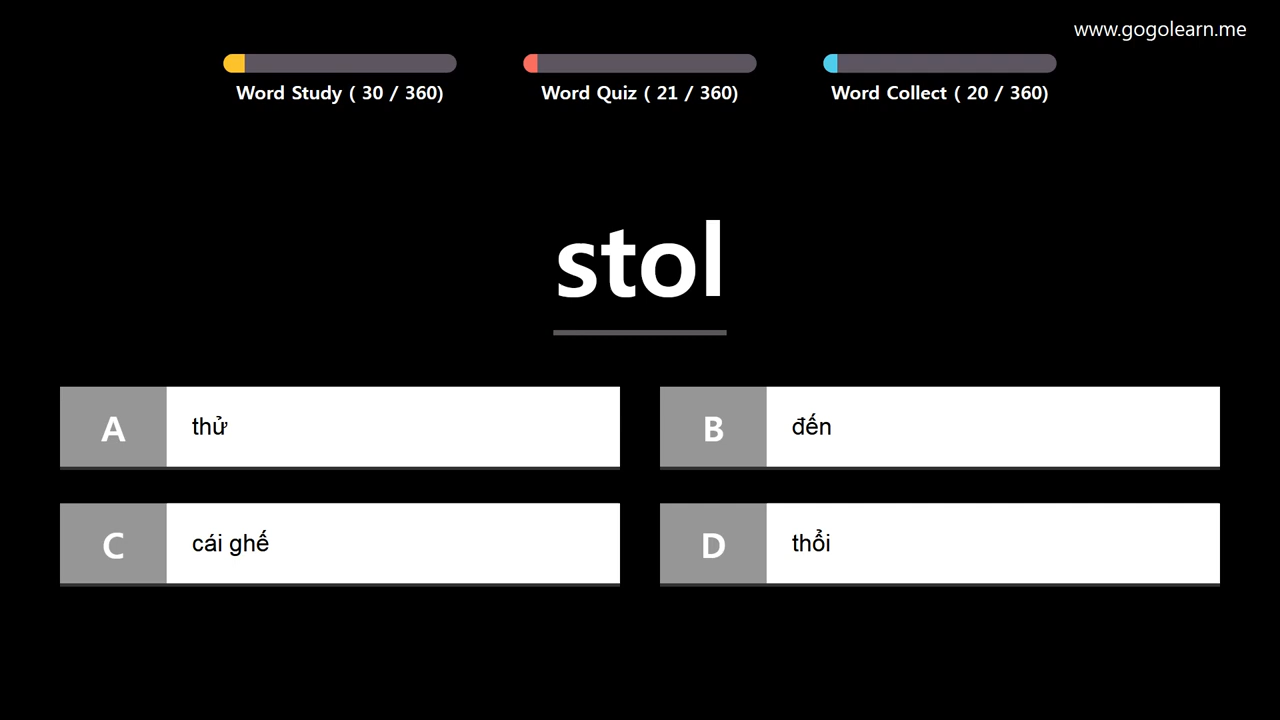 www.gogolearn.me
Word Study ( 30 / 360)
Word Quiz ( 21 / 360)
Word Collect ( 20 / 360)
stol
A thử
B đến
C cái ghế
D thổi